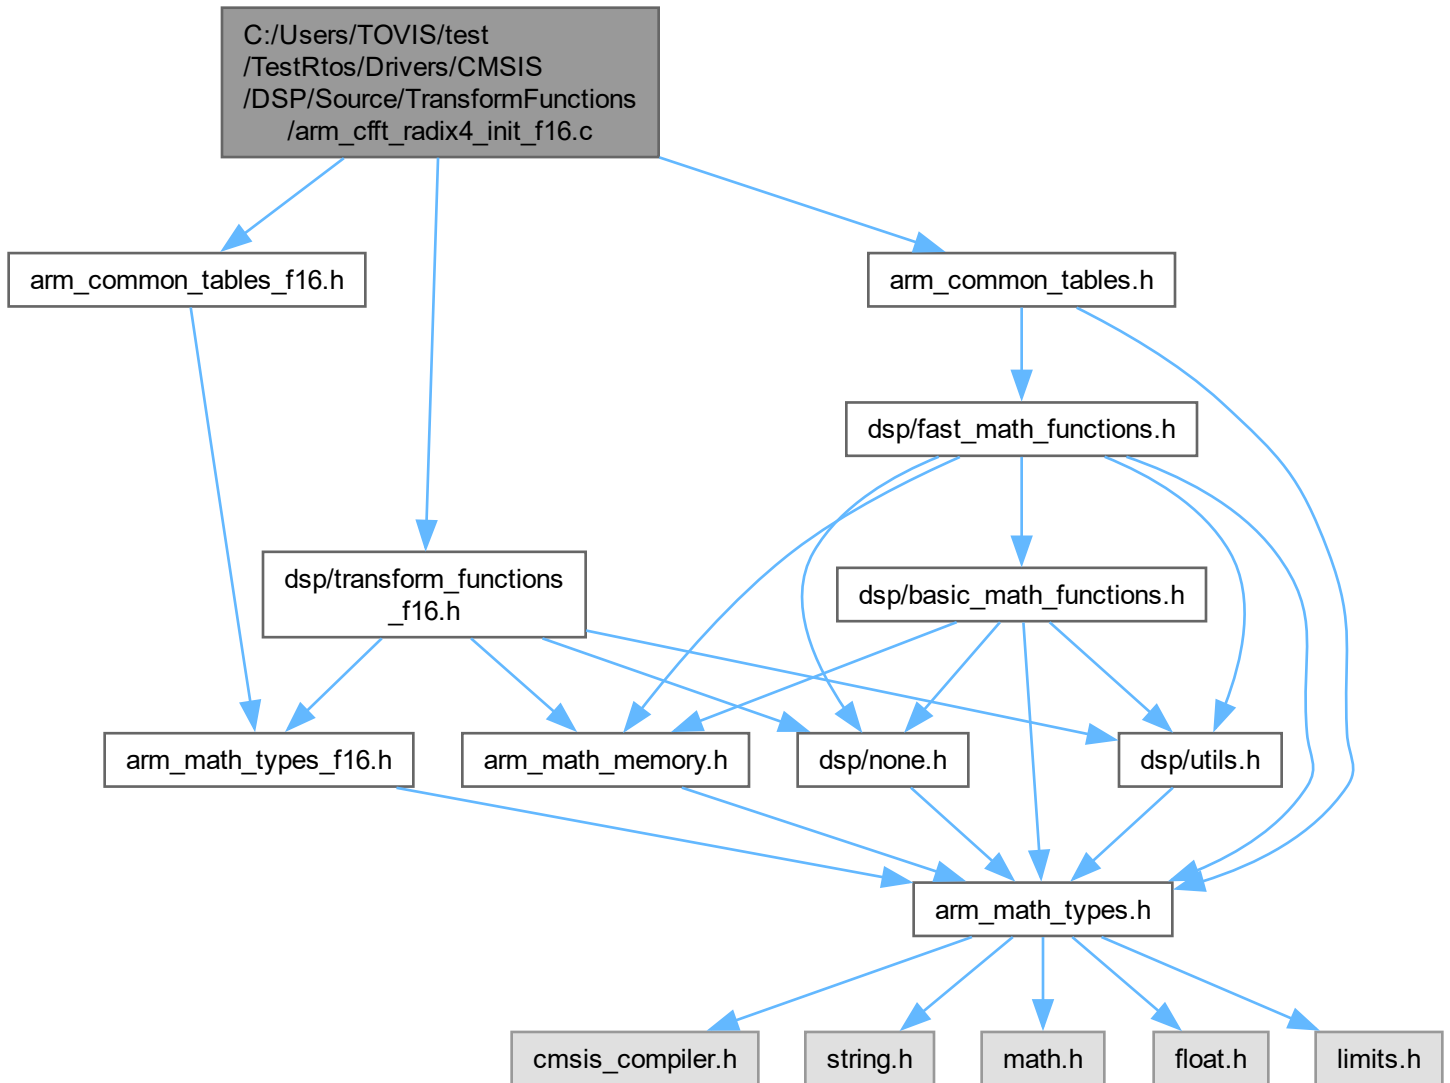 C:/Users/TOVIS/test
/TestRtos/Drivers/CMSIS
/DSP/Source/TransformFunctions
/arm_cfft_radix4_init_f16.c
arm_common_tables_f16.h
arm_common_tables.h
dsp/fast_math_functions.h
dsp/transform_functions
_f16.h
dsp/basic_math_functions.h
arm_math_types_f16.h
arm_math_memory.h
dsp/none.h
dsp/utils.h
arm_math_types.h
cmsis_compiler.h
string.h
math.h
float.h
limits.h